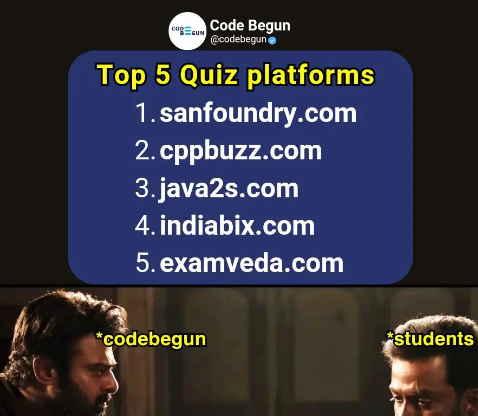 CODE BEGUN
Code Begun
@codebegun
Top 5 Quiz platforms
1. sanfoundry.com
2. cppbuzz.com
3. java2s.com
4. indiabix.com
5. examveda.com
*codebegun
*students